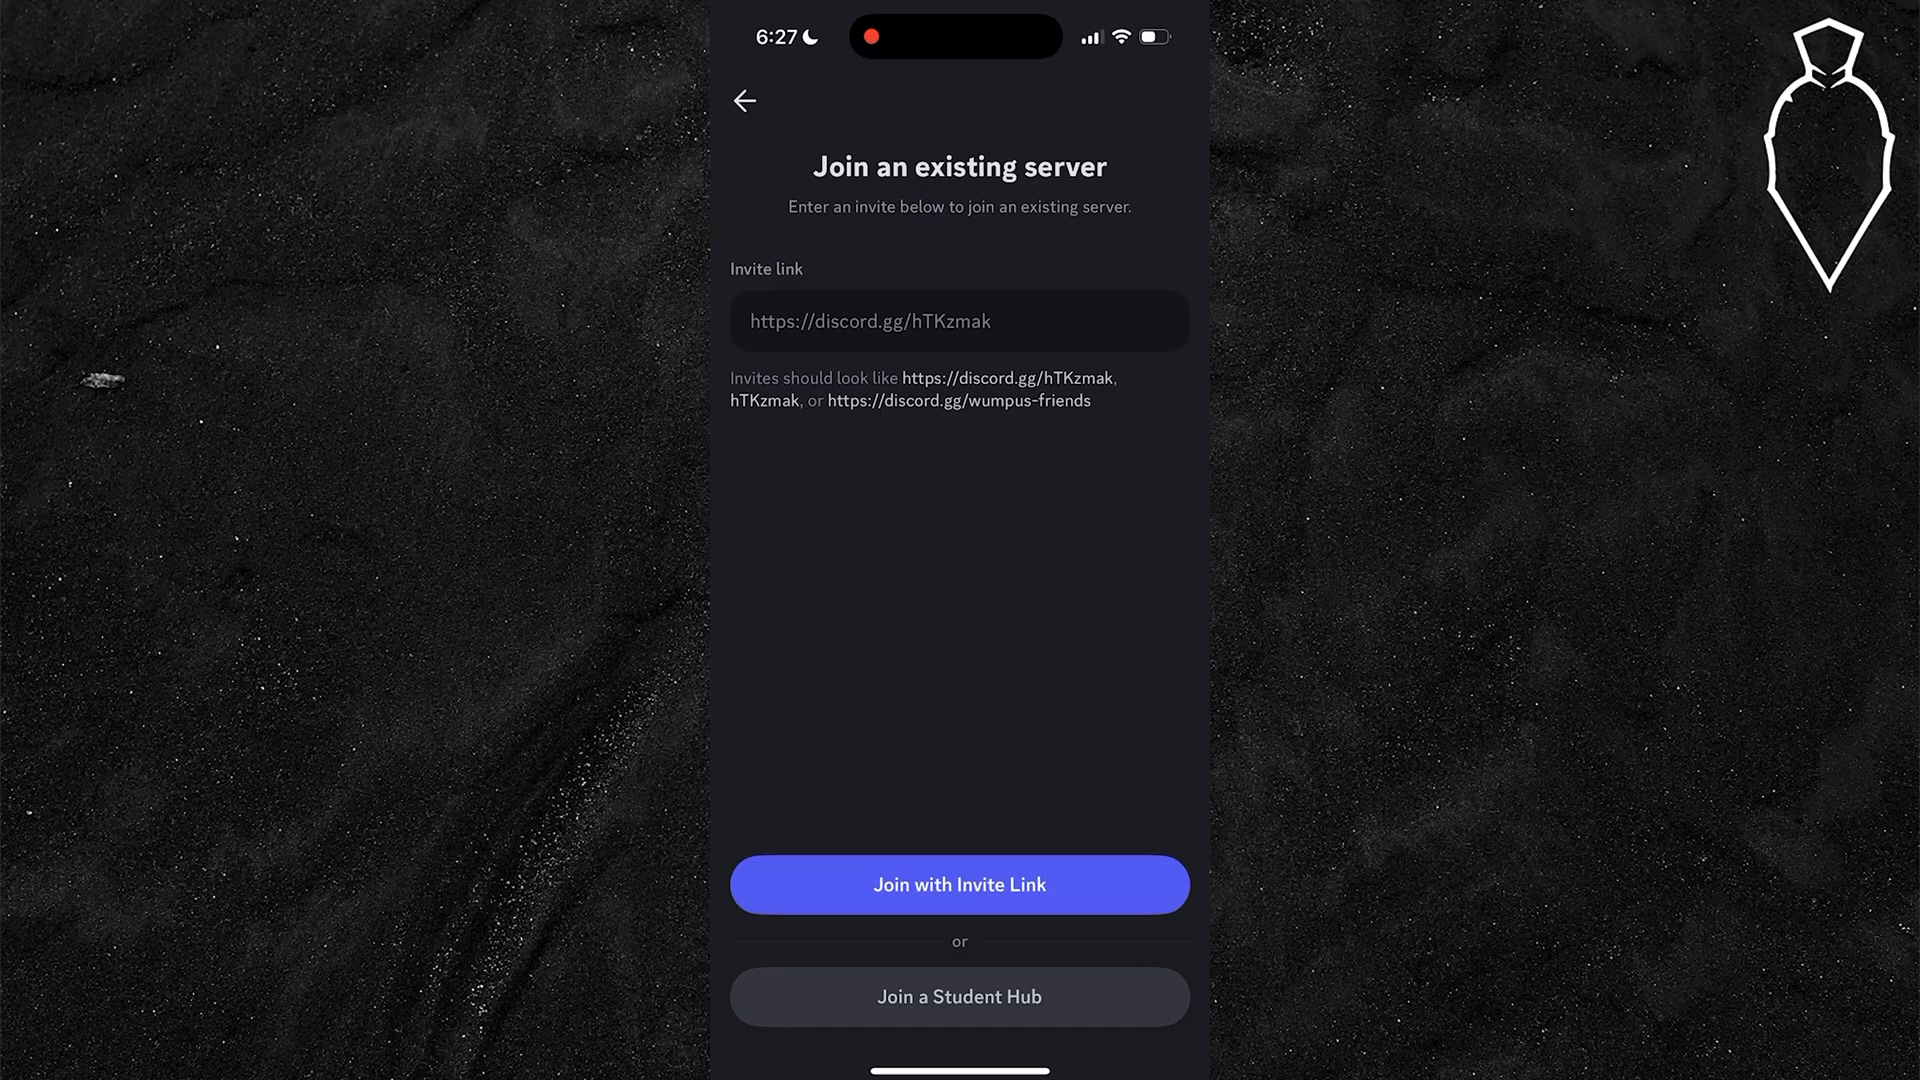 6:27
Join an existing server
Enter an invite below to join an existing server.
Invite link
https://discord.gg/hTKzmak
Invites should look like https://discord.gg/hTKzmak,
hTKzmak, or https://discord.gg/wumpus-friends
Join with Invite Link
or
Join a Student Hub